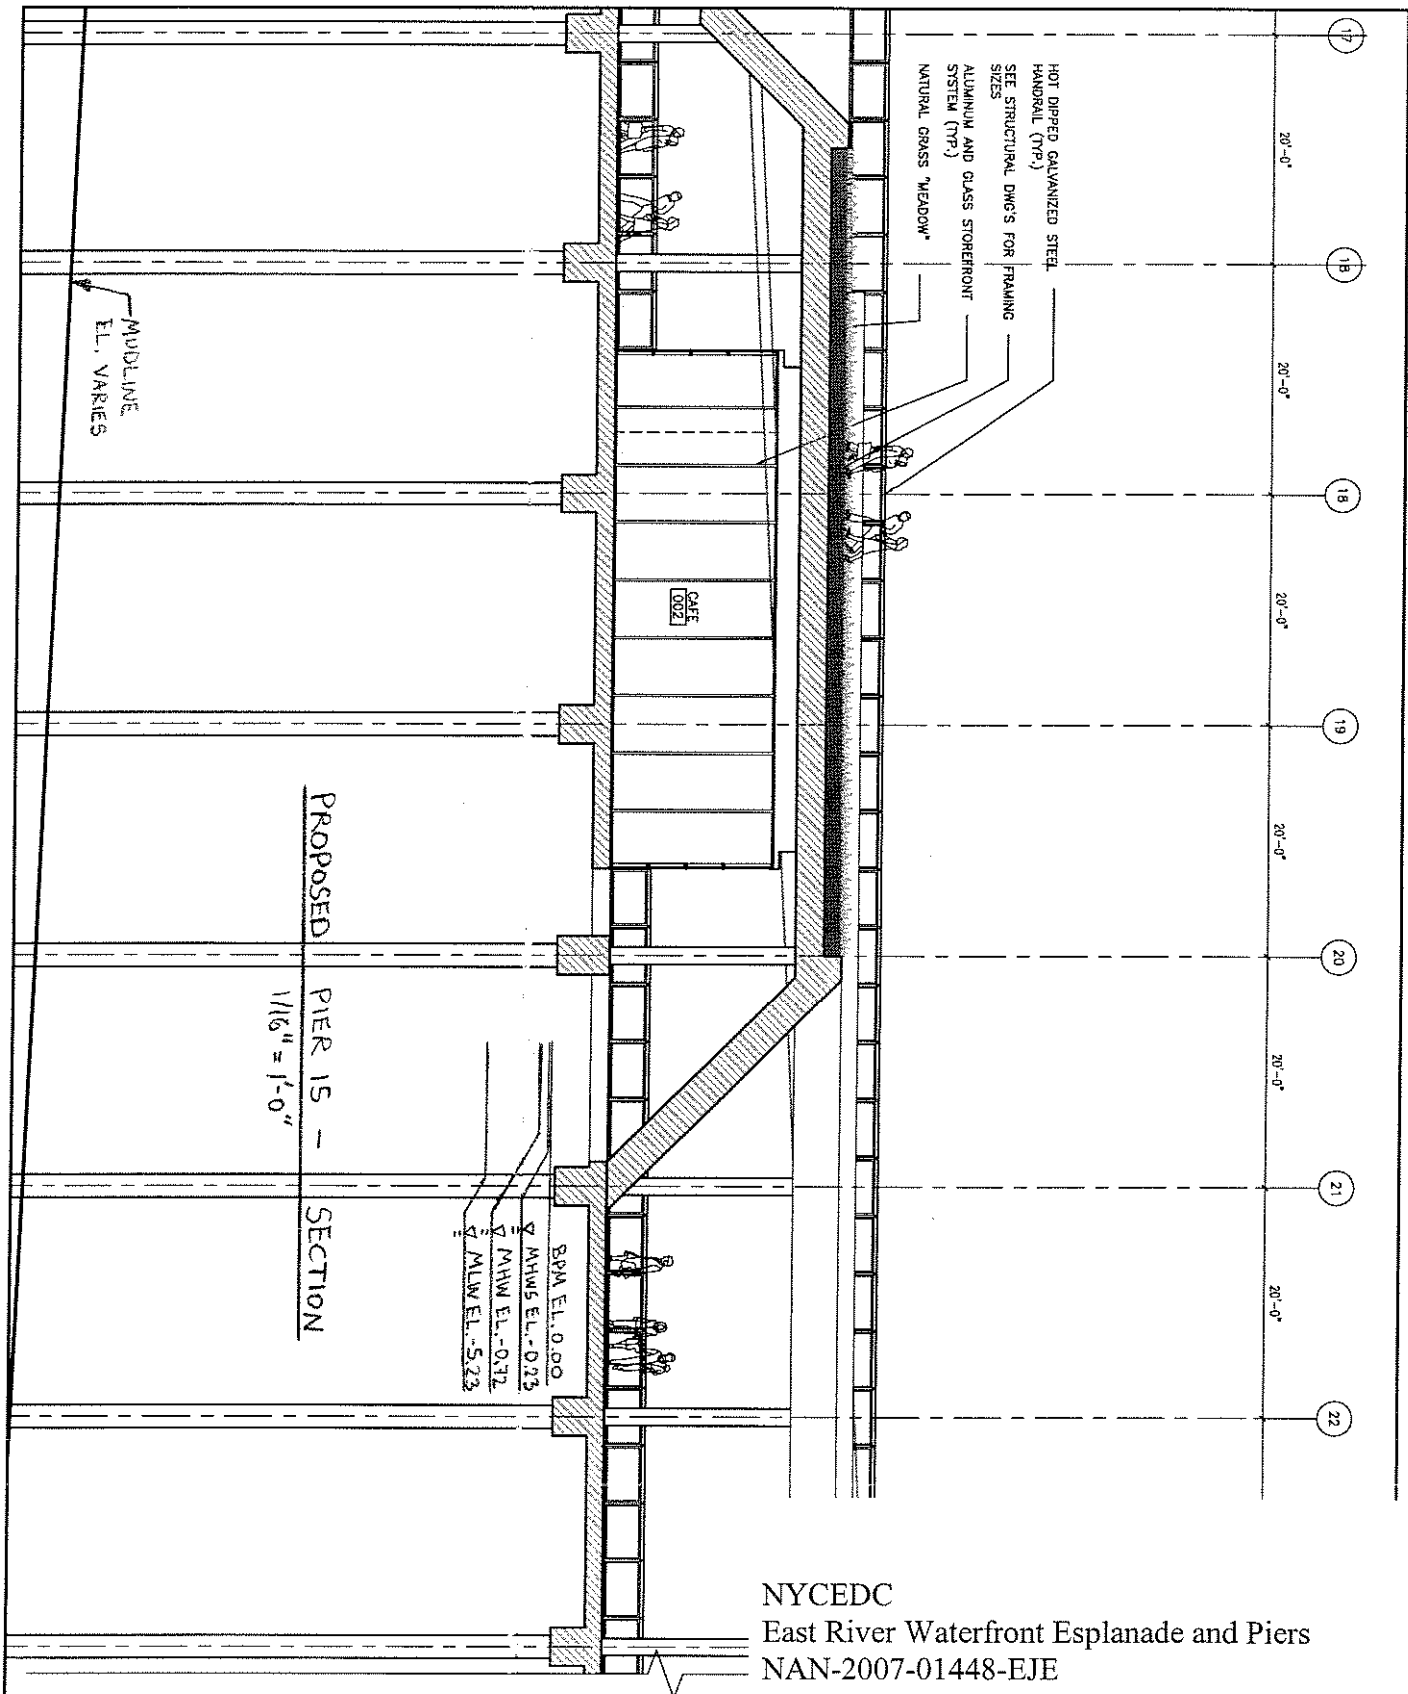 17
18
18
19
20
21
22
20'-0"
20'-0"
20'-0"
20'-0"
20'-0"
20'-0"
HOT DIPPED GALVANIZED STEEL
HANDRAIL (TYP.)
SEE STRUCTURAL DWG'S FOR FRAMING
SIZES
ALUMINUM AND GLASS STOREFRONT
SYSTEM (TYP.)
NATURAL GRASS "MEADOW"
CAFE
002
BPM EL. 0.00
MHWS EL. -0.23
MHW EL. -0.72
MLW EL. -5.23
MUDLINE
EL. VARIES
PROPOSED PIER 15 - SECTION
1/16" = 1'-0"
NYCEDC
East River Waterfront Esplanade and Piers
NAN-2007-01448-EJE